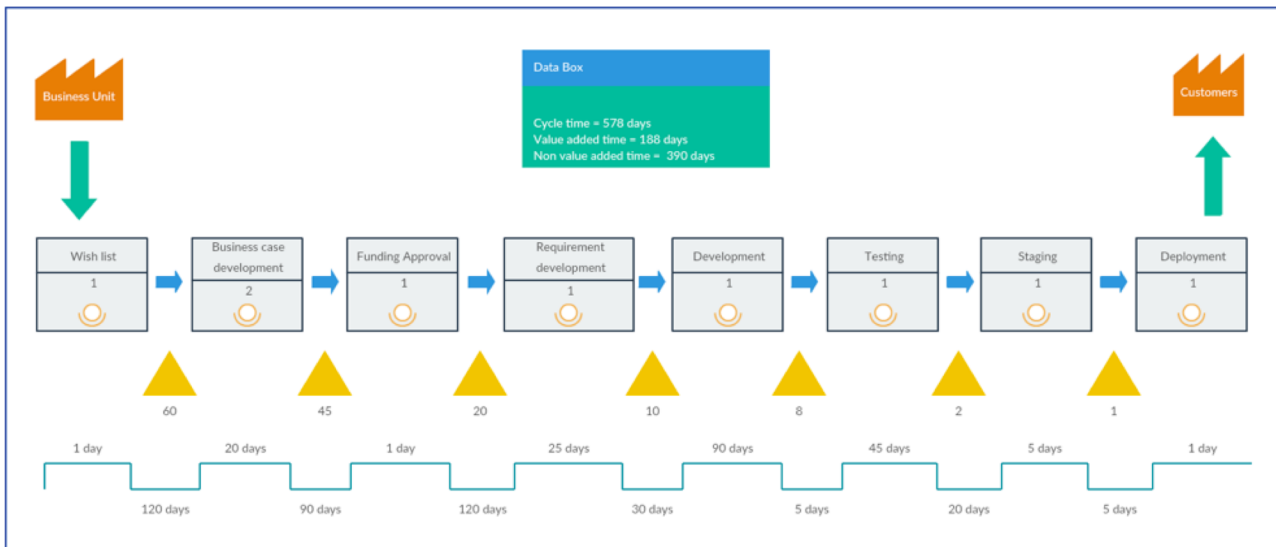 Business Unit
Data Box
Cycle time = 578 days
Value added time = 188 days
Non value added time =  390 days
Customers
Wish list
1
Business case
development
2
Funding Approval
1
Requirement
development
1
Development
1
Testing
1
Staging
1
Deployment
1
60
45
20
10
8
2
1
1 day
20 days
1 day
25 days
90 days
45 days
5 days
1 day
120 days
90 days
120 days
30 days
5 days
20 days
5 days